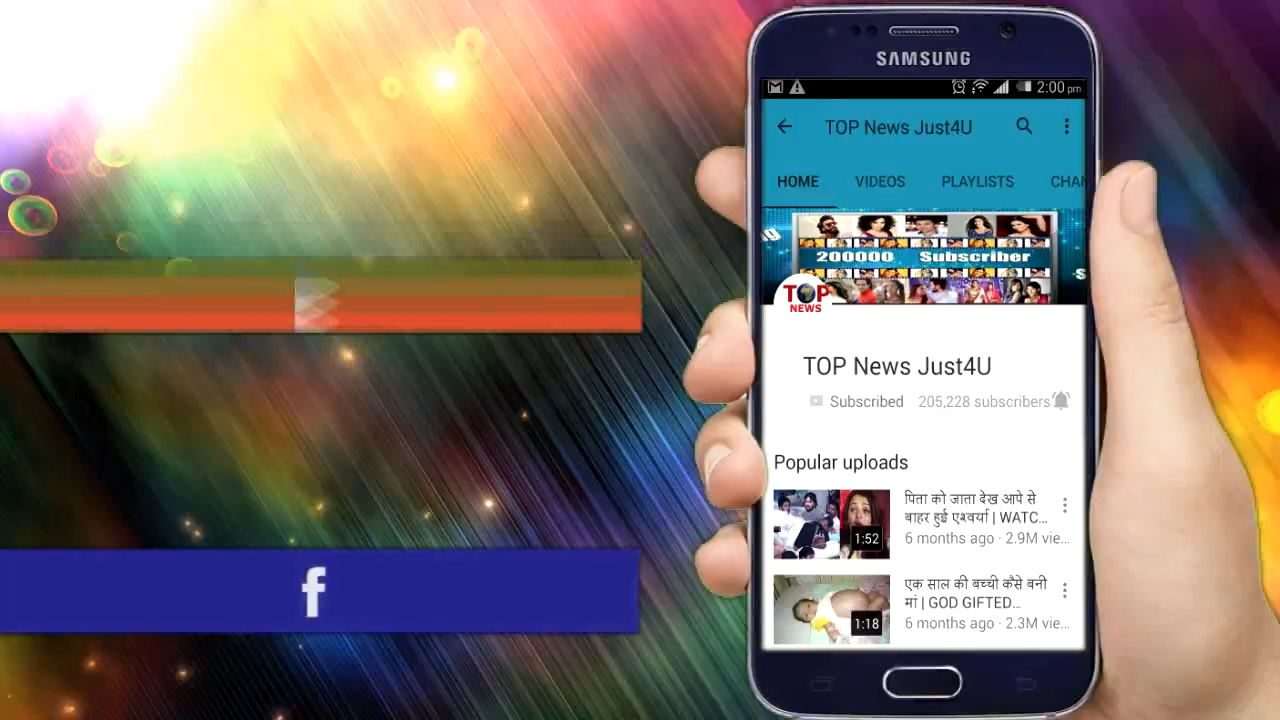 SAMSUNG
2:00 pm
TOP News Just4U
HOME VIDEOS PLAYLISTS CHAN
200000 Subscriber
TOP
NEWS
TOP News Just4U
Subscribed 205,228 subscribers
Popular uploads
पिता को जाता देख आपे से
बाहर हुई एश्वर्या | WATC...
6 months ago · 2.9M vie...
1:52
एक साल की बच्ची कैसे बनी
मां | GOD GIFTED...
6 months ago · 2.3M vie...
1:18
f